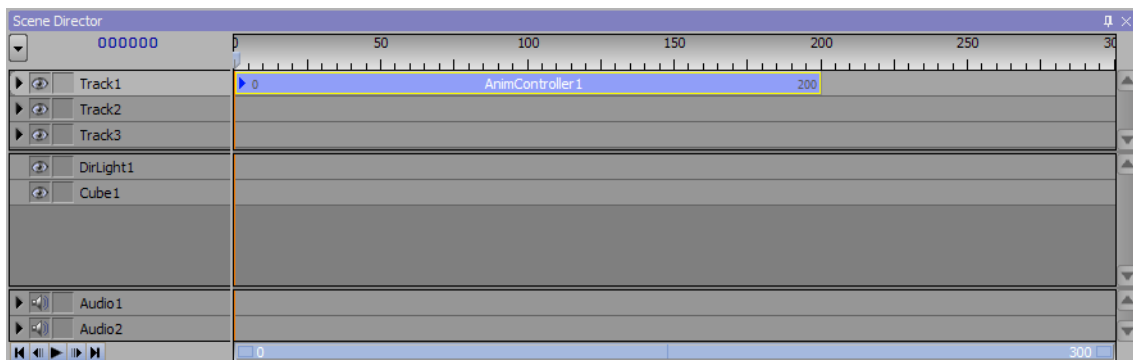 Scene Director
000000 0 50 100 150 200 250 30
Track1 0 AnimController1 200
Track2
Track3
DirLight1
Cube1
Audio1
Audio2
0 300